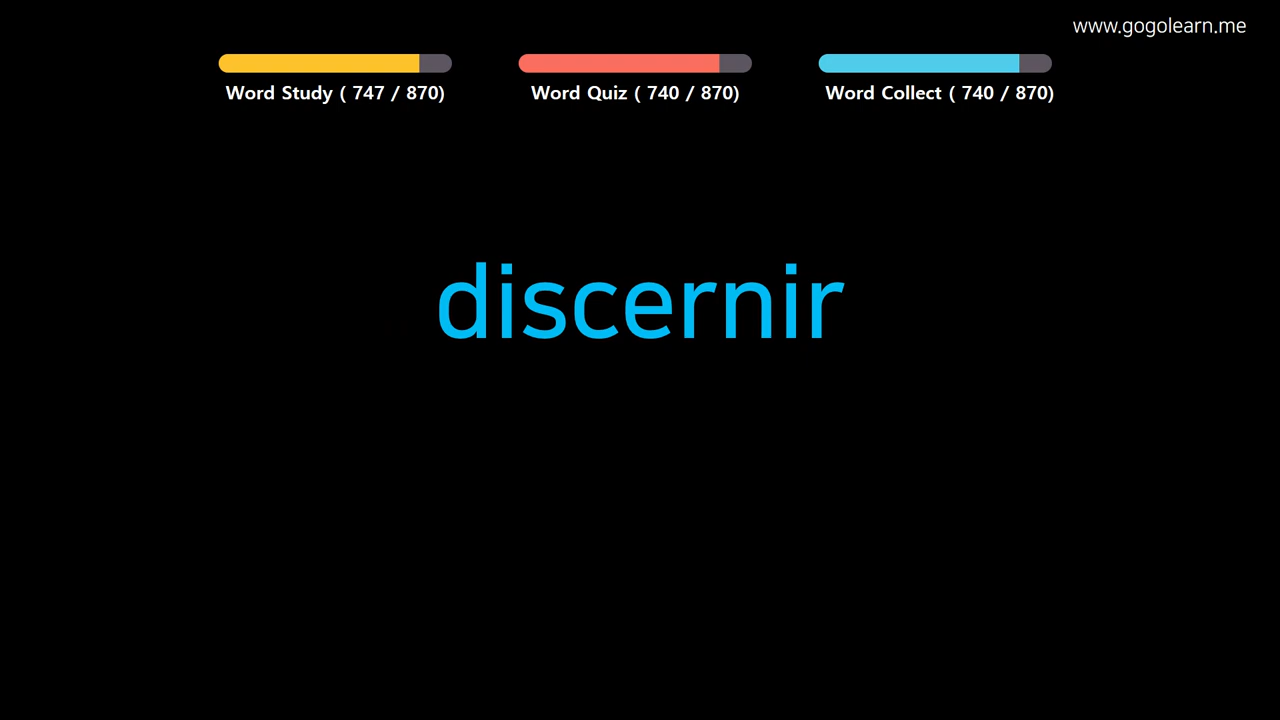 www.gogolearn.me
Word Study ( 747 / 870)
Word Quiz ( 740 / 870)
Word Collect ( 740 / 870)
discernir